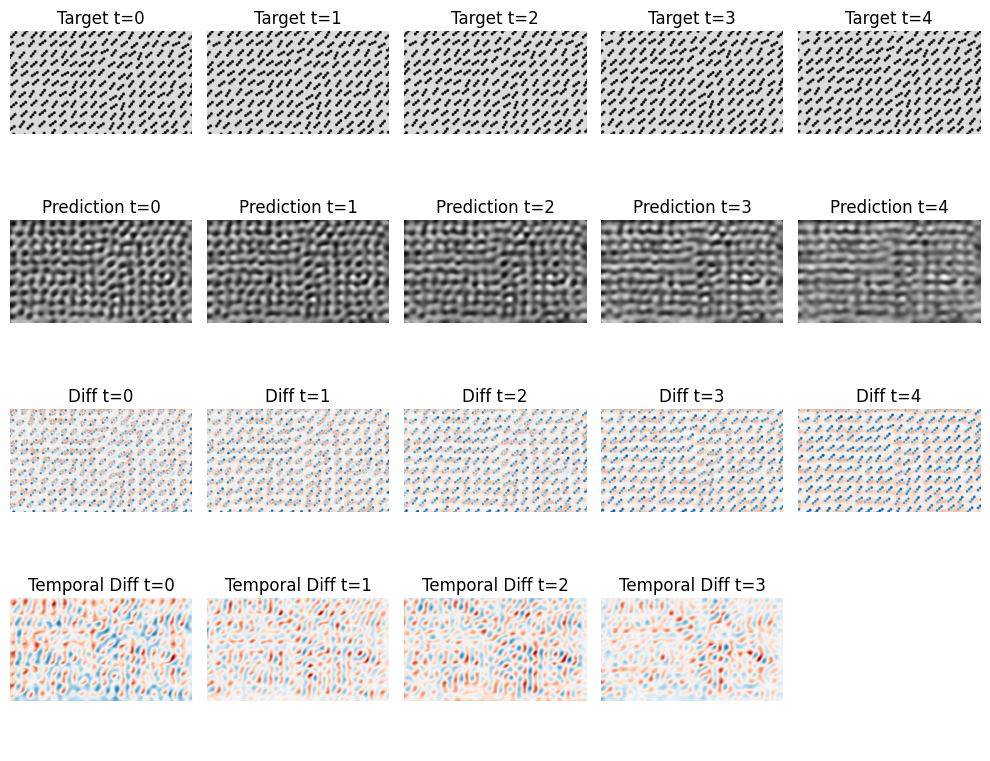 Target t=0
Target t=1
Target t=2
Target t=3
Target t=4
Prediction t=0
Prediction t=1
Prediction t=2
Prediction t=3
Prediction t=4
Diff t=0
Diff t=1
Diff t=2
Diff t=3
Diff t=4
Temporal Diff t=0
Temporal Diff t=1
Temporal Diff t=2
Temporal Diff t=3